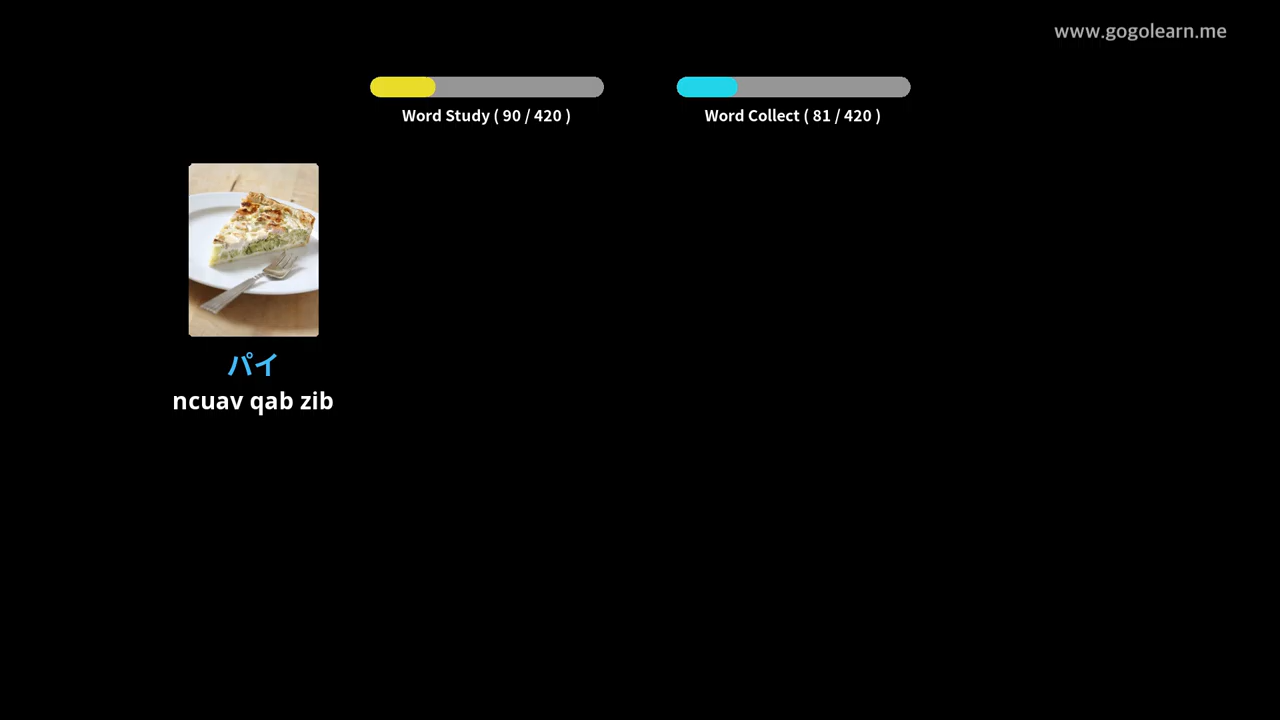 www.gogolearn.me
Word Study ( 90 / 420 )
Word Collect ( 81 / 420 )
パイ
ncuav qab zib